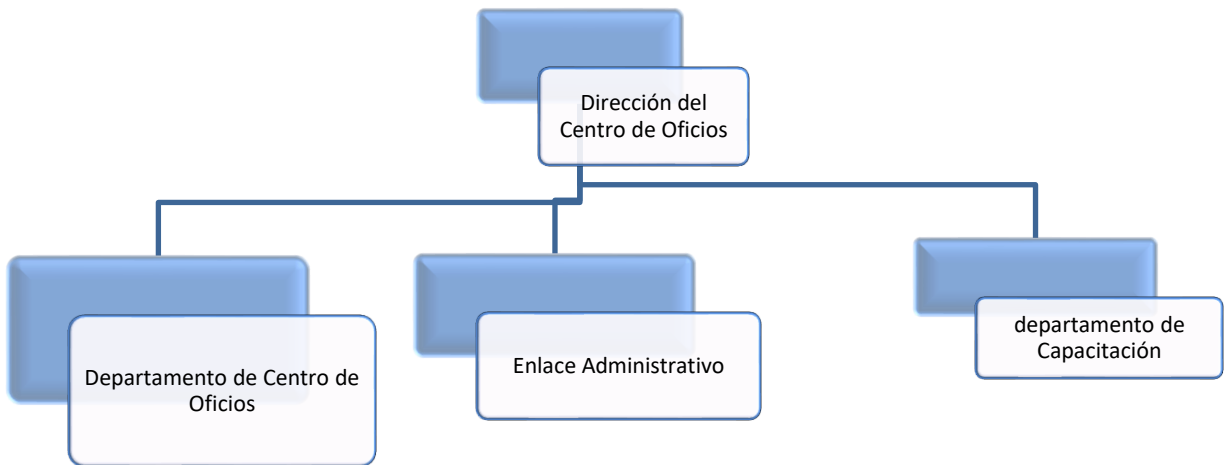 Dirección del
Centro de Oficios
Departamento de Centro de
Oficios
Enlace Administrativo
departamento de
Capacitación